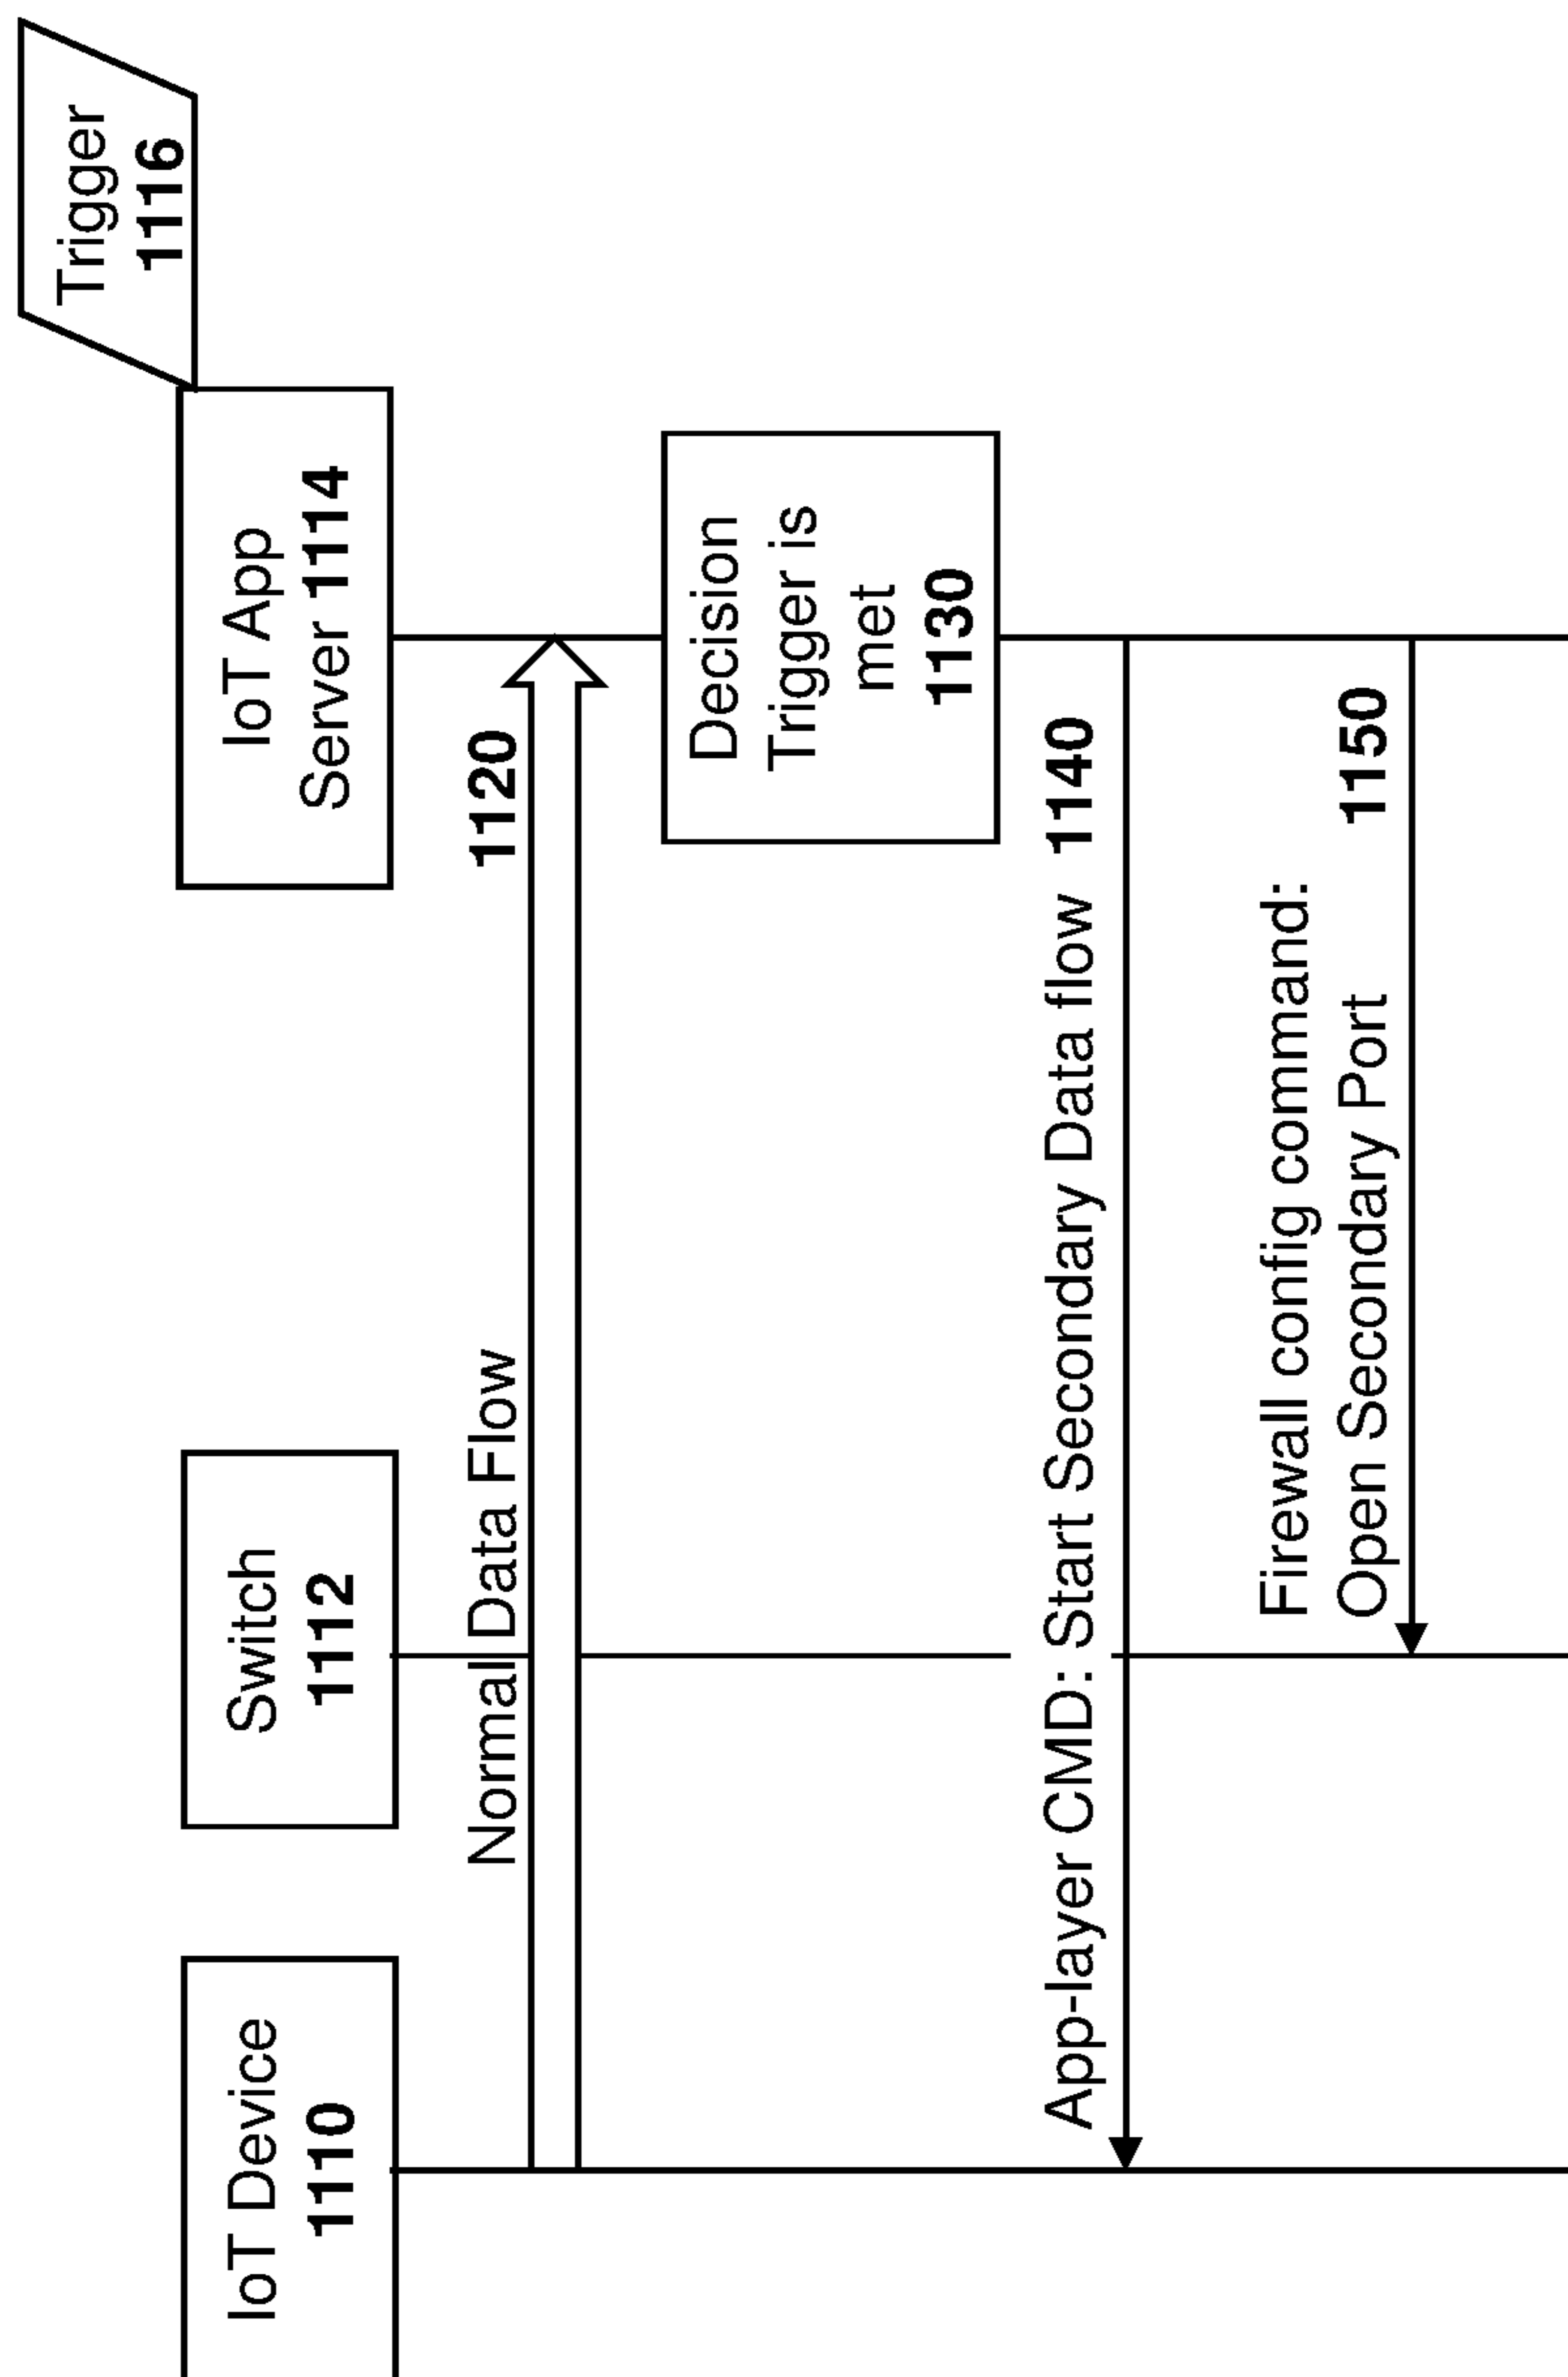 Trigger
1116
IoT Device
1110
Switch
1112
IoT App
Server 1114
Normal Data Flow 1120
Decision
Trigger is
met
1130
App-layer CMD: Start Secondary Data flow 1140
Firewall config command:
Open Secondary Port 1150